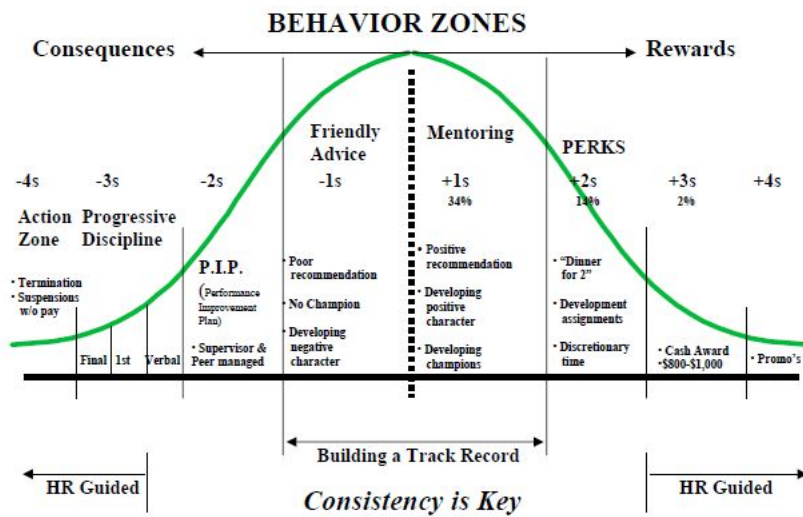 BEHAVIOR ZONES
Consequences
Rewards
Friendly
Advice
Mentoring
PERKS
-4s
-3s
-2s
-1s
+1s
34%
+2s
14%
+3s
2%
+4s
Action
Zone
Progressive
Discipline
• Termination
• Suspensions
w/o pay
Final
1st
Verbal
P.I.P.
(Performance
Improvement
Plan)
• Supervisor &
Peer managed
• Poor
recommendation
• No Champion
• Developing
negative
character
• Positive
recommendation
• Developing
positive
character
• Developing
champions
• “Dinner
for 2”
• Development
assignments
• Discretionary
time
• Cash Award
•$800-$1,000
• Promo's
Building a Track Record
HR Guided
HR Guided
Consistency is Key